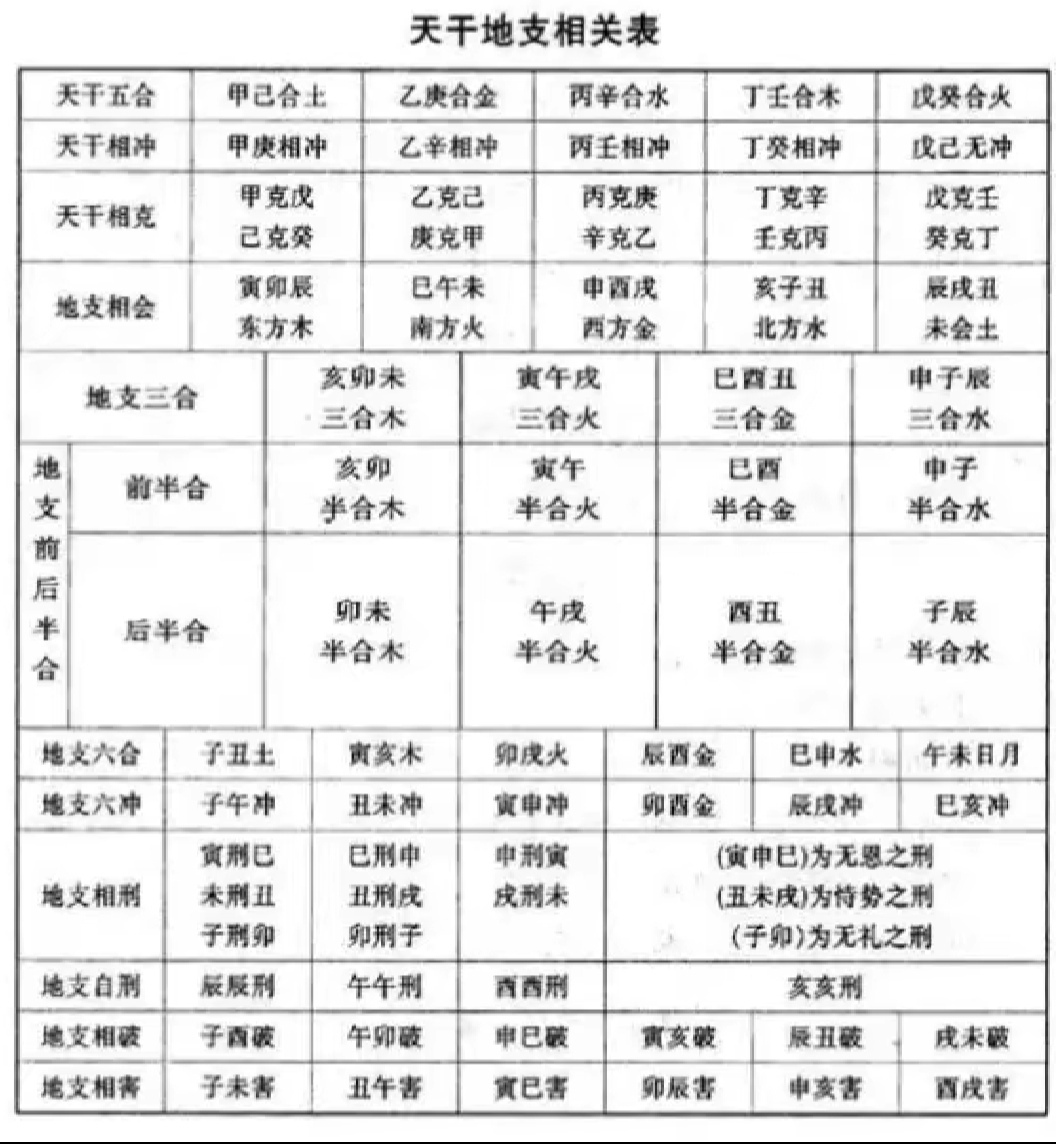 天干地支相关表
天干五合 甲己合土 乙庚合金 丙辛合水 丁壬合木 戊癸合火
天干相冲 甲庚相冲 乙辛相冲 丙壬相冲 丁癸相冲 戊己无冲
天干相克 甲克戊 乙克己 丙克庚 丁克辛 戊克壬
己克癸 庚克甲 辛克乙 壬克丙 癸克丁
地支相会 寅卯辰 巳午未 申酉戌 亥子丑 辰戌丑
东方木 南方火 西方金 北方水 未会土
地支三合 亥卯未 寅午戌 巳酉丑 申子辰
三合木 三合火 三合金 三合水
地支前后半合
前半合 亥卯 寅午 巳酉 申子
半合木 半合火 半合金 半合水
后半合 卯未 午戌 酉丑 子辰
半合木 半合火 半合金 半合水
地支六合 子丑土 寅亥木 卯戌火 辰酉金 巳申水 午未日月
地支六冲 子午冲 丑未冲 寅申冲 卯酉金 辰戌冲 巳亥冲
地支相刑 寅刑巳 巳刑申 申刑寅 (寅申巳)为无恩之刑
未刑丑 丑刑戌 戌刑未 (丑未戌)为恃势之刑
子刑卯 卯刑子 (子卯)为无礼之刑
地支自刑 辰辰刑 午午刑 酉酉刑 亥亥刑
地支相破 子酉破 午卯破 申巳破 寅亥破 辰丑破 戌未破
地支相害 子未害 丑午害 寅巳害 卯辰害 申亥害 酉戌害